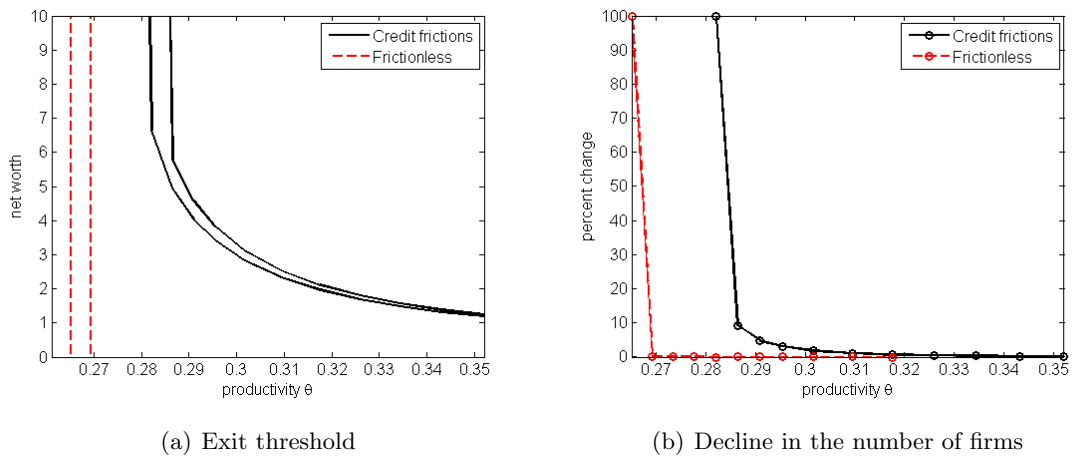 10
9
8
7
6
5
4
3
2
1
0
net worth
Credit frictions
Frictionless
0.27 0.28 0.29 0.3 0.31 0.32 0.33 0.34 0.35
productivity θ
(a) Exit threshold
100
90
80
70
60
50
40
30
20
10
0
percent change
Credit frictions
Frictionless
0.27 0.28 0.29 0.3 0.31 0.32 0.33 0.34 0.35
productivity θ
(b) Decline in the number of firms